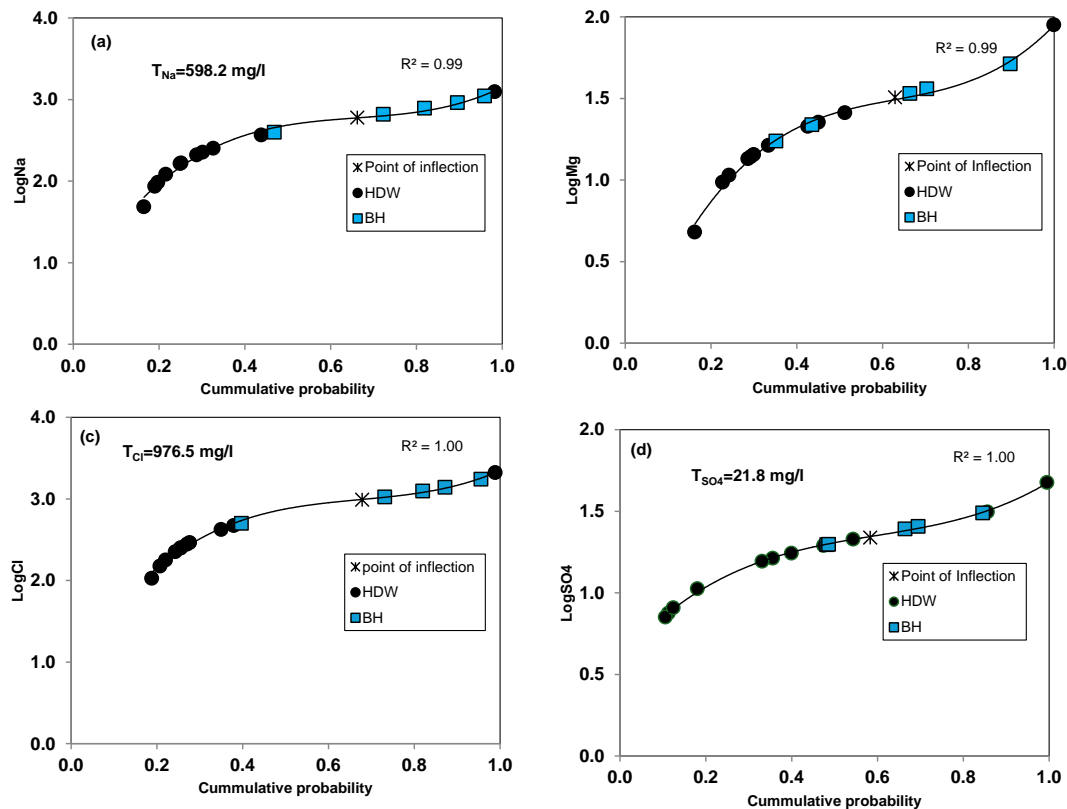 4.0
(a)
T_Na=598.2 mg/l
R² = 0.99
3.0
2.0
1.0
0.0
LogNa
Point of inflection
HDW
BH
0.0 0.2 0.4 0.6 0.8 1.0
Cummulative probability
2.0
R² = 0.99
1.5
1.0
0.5
0.0
LogMg
Point of Inflection
HDW
BH
0.0 0.2 0.4 0.6 0.8 1.0
Cummulative probability
4.0
(c)
T_Cl=976.5 mg/l
R² = 1.00
3.0
2.0
1.0
0.0
LogCl
point of inflection
HDW
BH
0.0 0.2 0.4 0.6 0.8 1.0
Cummulative probability
2.0
(d)
T_SO4=21.8 mg/l
R² = 1.00
1.5
1.0
0.5
0.0
LogSO4
Point of Inflection
HDW
BH
0.0 0.2 0.4 0.6 0.8 1.0
Cummulative probability